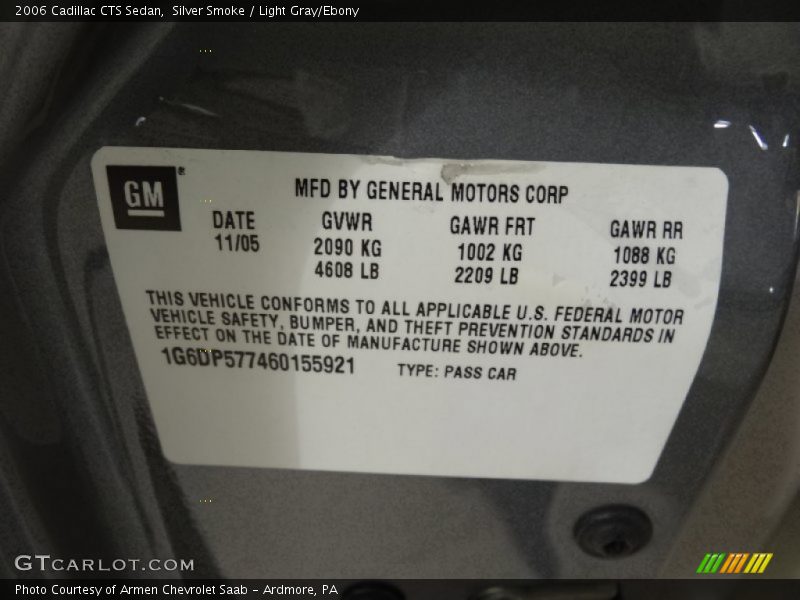 2006 Cadillac CTS Sedan,  Silver Smoke / Light Gray/Ebony
GM®
MFD BY GENERAL MOTORS CORP
DATE GVWR GAWR FRT GAWR RR
11/05 2090 KG 1002 KG 1088 KG
4608 LB 2209 LB 2399 LB
THIS VEHICLE CONFORMS TO ALL APPLICABLE U.S. FEDERAL MOTOR
VEHICLE SAFETY, BUMPER, AND THEFT PREVENTION STANDARDS IN
EFFECT ON THE DATE OF MANUFACTURE SHOWN ABOVE.
1G6DP577460155921 TYPE: PASS CAR
GTCARLOT.COM
Photo Courtesy of Armen Chevrolet Saab - Ardmore, PA